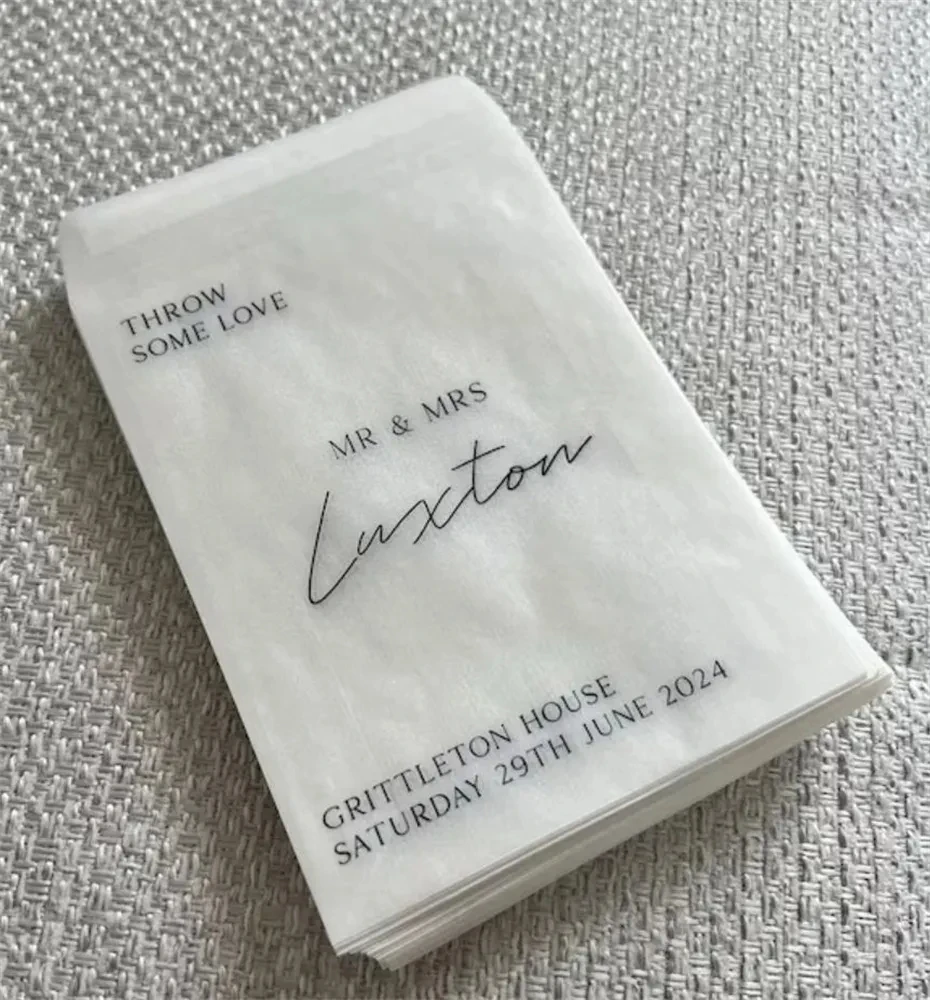 THROW
SOME LOVE
MR & MRS
Luxton
GRITTLETON HOUSE
SATURDAY 29TH JUNE 2024